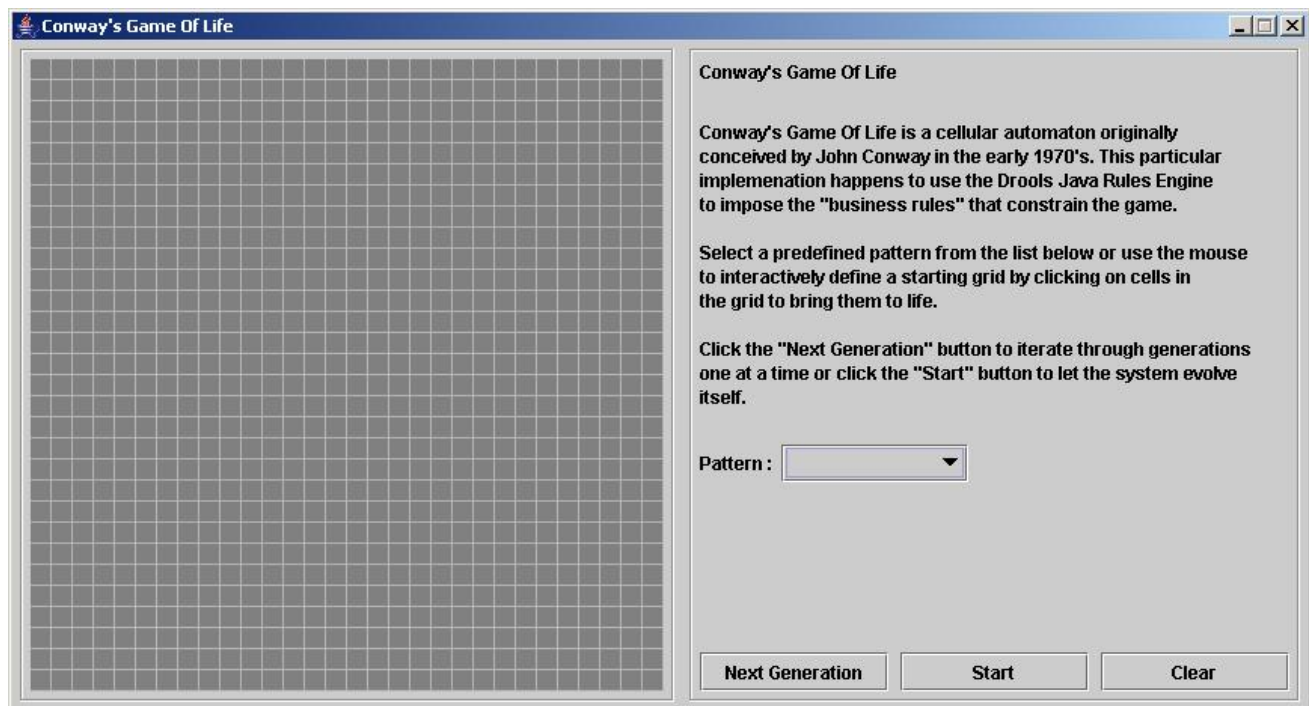 Conway's Game Of Life
Conway's Game Of Life
Conway's Game Of Life is a cellular automaton originally
conceived by John Conway in the early 1970's. This particular
implemenation happens to use the Drools Java Rules Engine
to impose the "business rules" that constrain the game.
Select a predefined pattern from the list below or use the mouse
to interactively define a starting grid by clicking on cells in
the grid to bring them to life.
Click the "Next Generation" button to iterate through generations
one at a time or click the "Start" button to let the system evolve
itself.
Pattern :
Next Generation Start Clear